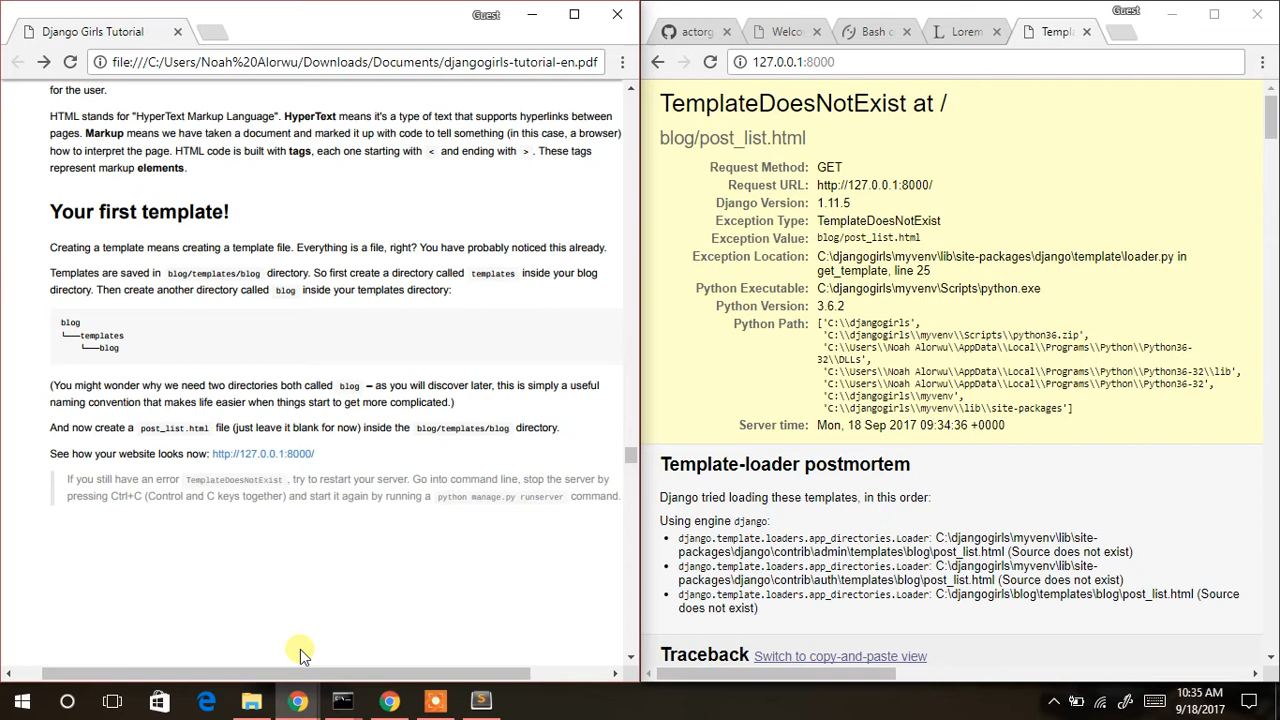 Guest
Django Girls Tutorial
file:///C:/Users/Noah%20Alorwu/Downloads/Documents/djangogirls-tutorial-en.pdf
for the user.
HTML stands for "HyperText Markup Language". HyperText means it's a type of text that supports hyperlinks between
pages. Markup means we have taken a document and marked it up with code to tell something (in this case, a browser)
how to interpret the page. HTML code is built with tags, each one starting with < and ending with > . These tags
represent markup elements.
Your first template!
Creating a template means creating a template file. Everything is a file, right? You have probably noticed this already.
Templates are saved in blog/templates/blog directory. So first create a directory called templates inside your blog
directory. Then create another directory called blog inside your templates directory:
blog
└───templates
└───blog
(You might wonder why we need two directories both called blog – as you will discover later, this is simply a useful
naming convention that makes life easier when things start to get more complicated.)
And now create a post_list.html file (just leave it blank for now) inside the blog/templates/blog directory.
See how your website looks now: http://127.0.0.1:8000/
If you still have an error TemplateDoesNotExist , try to restart your server. Go into command line, stop the server by
pressing Ctrl+C (Control and C keys together) and start it again by running a python manage.py runserver command.
Guest
actorg
Welco
Bash c
Lorem
Templa
127.0.0.1:8000
TemplateDoesNotExist at /
blog/post_list.html
Request Method: GET
Request URL: http://127.0.0.1:8000/
Django Version: 1.11.5
Exception Type: TemplateDoesNotExist
Exception Value: blog/post_list.html
Exception Location: C:\djangogirls\myvenv\lib\site-packages\django\template\loader.py in
get_template, line 25
Python Executable: C:\djangogirls\myvenv\Scripts\python.exe
Python Version: 3.6.2
Python Path: ['C:\\djangogirls',
'C:\\djangogirls\\myvenv\\Scripts\\python36.zip',
'C:\\Users\\Noah Alorwu\\AppData\\Local\\Programs\\Python\\Python36-
32\\DLLs',
'C:\\Users\\Noah Alorwu\\AppData\\Local\\Programs\\Python\\Python36-32\\lib',
'C:\\Users\\Noah Alorwu\\AppData\\Local\\Programs\\Python\\Python36-32',
'C:\\djangogirls\\myvenv',
'C:\\djangogirls\\myvenv\\lib\\site-packages']
Server time: Mon, 18 Sep 2017 09:34:36 +0000
Template-loader postmortem
Django tried loading these templates, in this order:
Using engine django:
• django.template.loaders.app_directories.Loader: C:\djangogirls\myvenv\lib\site-
packages\django\contrib\admin\templates\blog\post_list.html (Source does not exist)
• django.template.loaders.app_directories.Loader: C:\djangogirls\myvenv\lib\site-
packages\django\contrib\auth\templates\blog\post_list.html (Source does not exist)
• django.template.loaders.app_directories.Loader: C:\djangogirls\blog\templates\blog\post_list.html (Source
does not exist)
Traceback Switch to copy-and-paste view
10:35 AM
9/18/2017